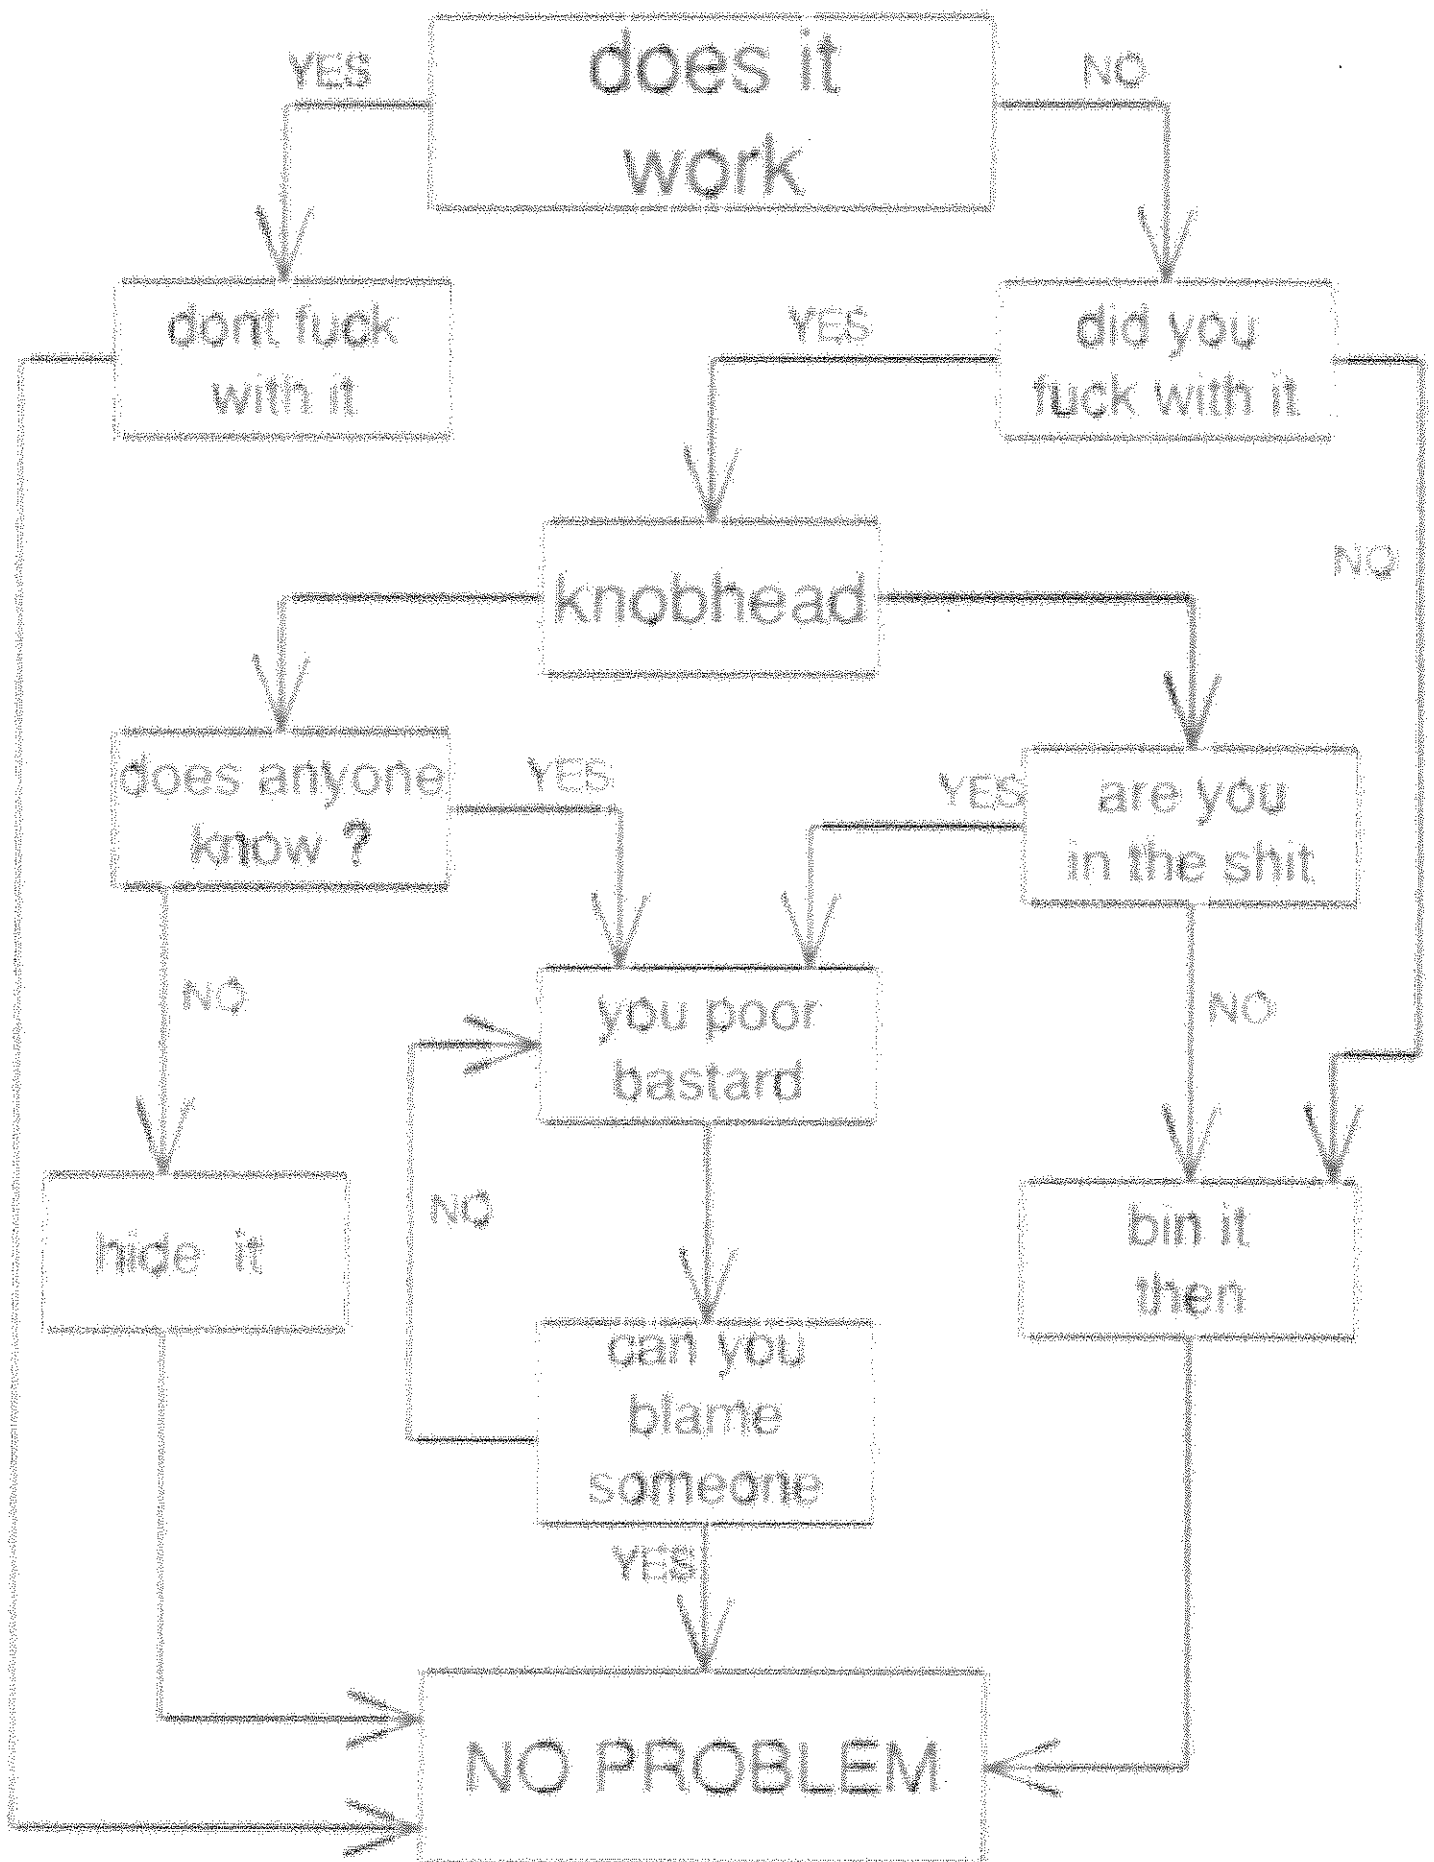 does it
work
YES
NO
dont fuck
with it
YES
did you
fuck with it
NO
knobhead
does anyone
know ?
YES
YES
are you
in the shit
NO
you poor
bastard
NO
NO
hide it
bin it
then
can you
blame
someone
YES
NO PROBLEM